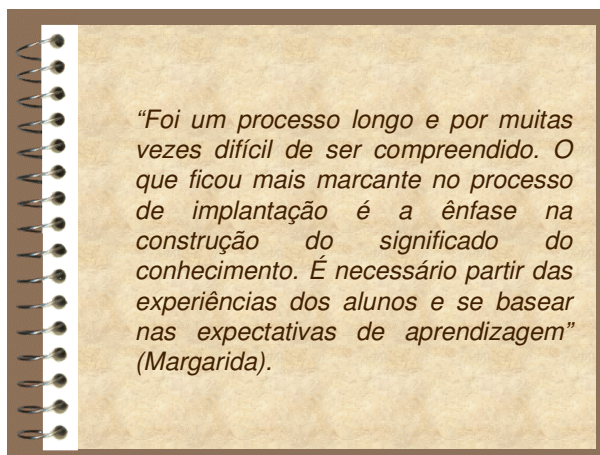 “Foi um processo longo e por muitas
vezes difícil de ser compreendido. O
que ficou mais marcante no processo
de implantação é a ênfase na
construção do significado do
conhecimento. É necessário partir das
experiências dos alunos e se basear
nas expectativas de aprendizagem”
(Margarida).